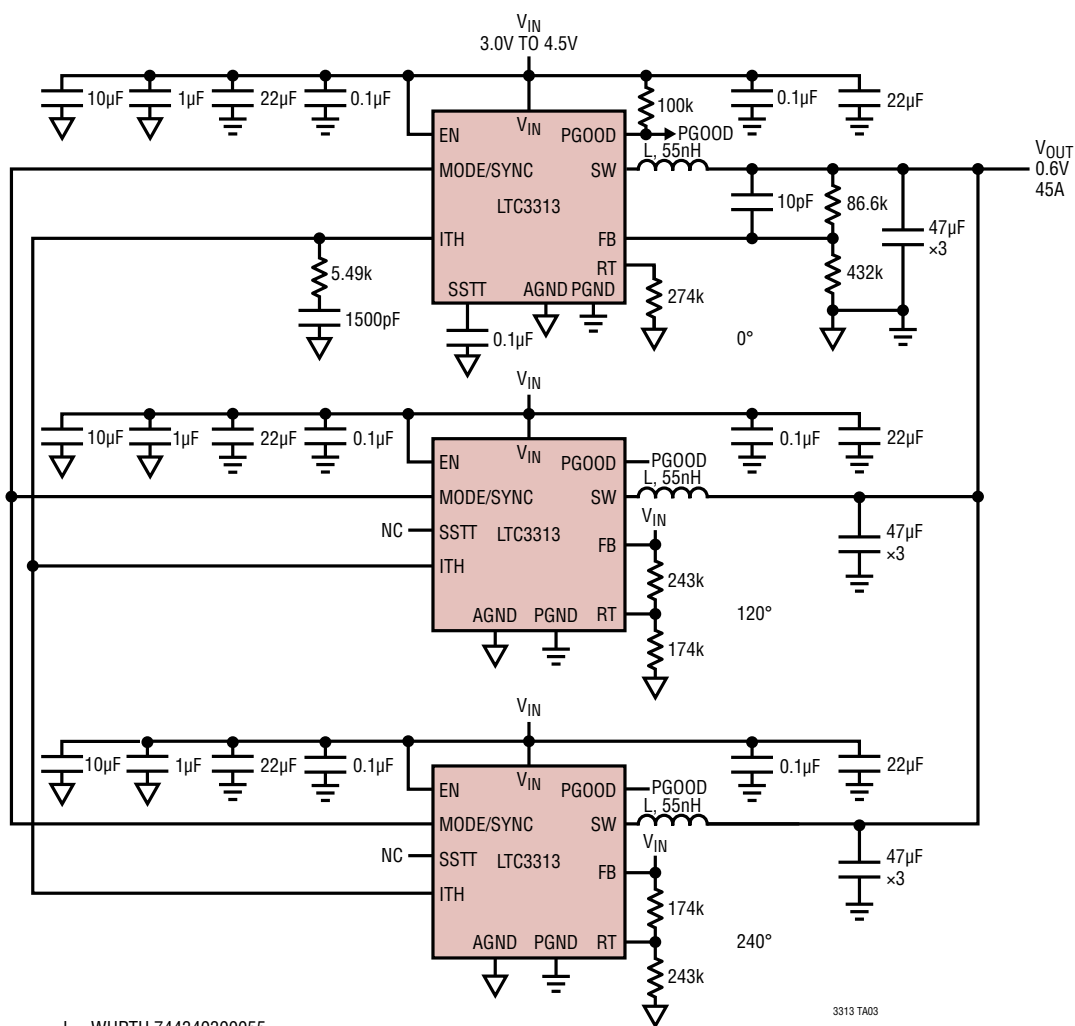 VIN
3.0V TO 4.5V
10µF
1µF
22µF
0.1µF
100k
0.1µF
22µF
EN
VIN
PGOOD
PGOOD
MODE/SYNC
SW
L, 55nH
VOUT
0.6V
45A
LTC3313
10pF
86.6k
47µF
×3
ITH
FB
5.49k
RT
432k
SSTT
AGND
PGND
274k
1500pF
0.1µF
0°
VIN
10µF
1µF
22µF
0.1µF
0.1µF
22µF
EN
VIN
PGOOD
PGOOD
MODE/SYNC
SW
L, 55nH
NC
SSTT
LTC3313
VIN
FB
47µF
×3
ITH
243k
AGND
PGND
RT
120°
174k
VIN
10µF
1µF
22µF
0.1µF
0.1µF
22µF
EN
VIN
PGOOD
PGOOD
MODE/SYNC
SW
L, 55nH
NC
SSTT
LTC3313
VIN
FB
47µF
×3
ITH
174k
AGND
PGND
RT
240°
243k
3313 TA03